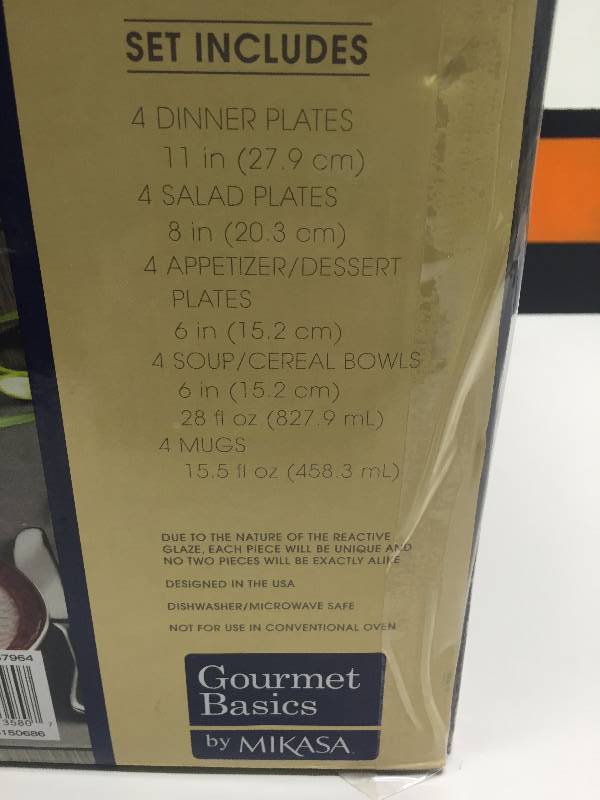 SET INCLUDES
4 DINNER PLATES
11 in (27.9 cm)
4 SALAD PLATES
8 in (20.3 cm)
4 APPETIZER/DESSERT
PLATES
6 in (15.2 cm)
4 SOUP/CEREAL BOWLS
6 in (15.2 cm)
28 fl oz (827.9 mL)
4 MUGS
15.5 fl oz (458.3 mL)
DUE TO THE NATURE OF THE REACTIVE
GLAZE, EACH PIECE WILL BE UNIQUE AND
NO TWO PIECES WILL BE EXACTLY ALIKE
DESIGNED IN THE USA
DISHWASHER/MICROWAVE SAFE
NOT FOR USE IN CONVENTIONAL OVEN
Gourmet
Basics
by MIKASA
7964
3580 7
150686